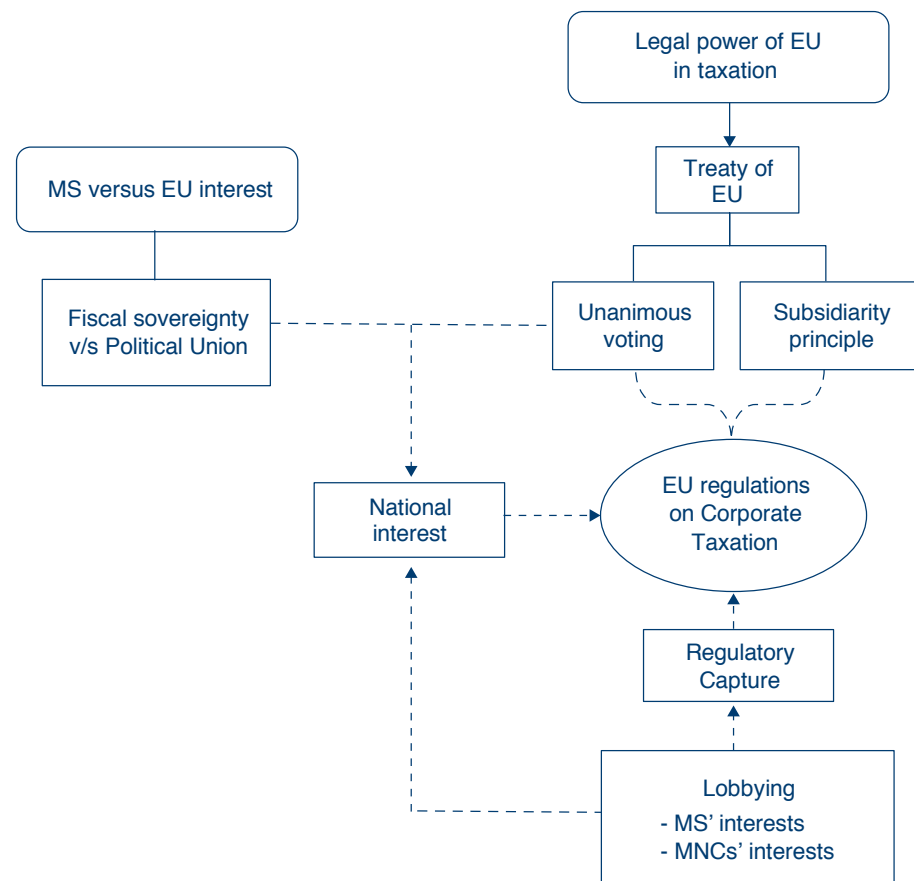 Legal power of EU
in taxation
Treaty of
EU
MS versus EU interest
Fiscal sovereignty
v/s Political Union
Unanimous
voting
Subsidiarity
principle
National
interest
EU regulations
on Corporate
Taxation
Regulatory
Capture
Lobbying
- MS’ interests
- MNCs’ interests